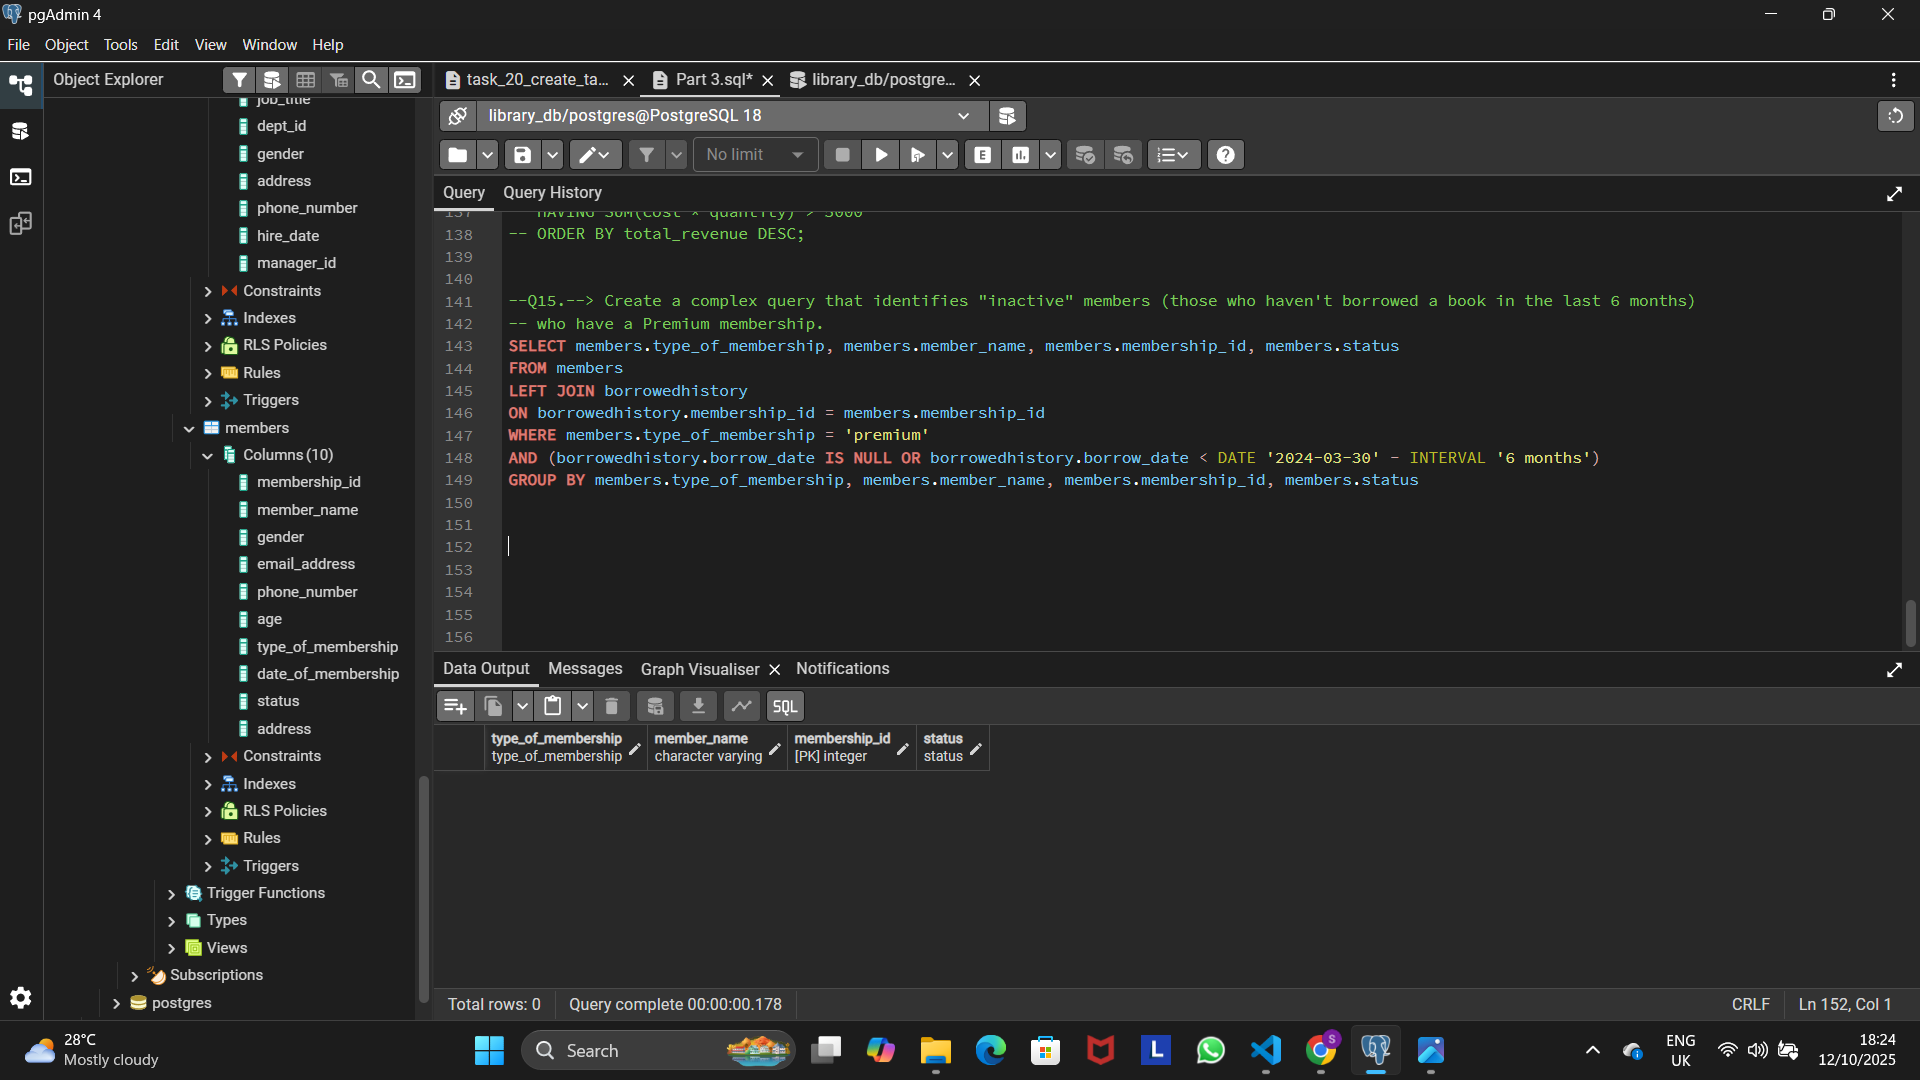 pgAdmin 4
File Object Tools Edit View Window Help
Object Explorer
task_20_create_ta...
Part 3.sql*
library_db/postgre...
library_db/postgres@PostgreSQL 18
No limit
E
Query Query History
job_title
dept_id
gender
address
phone_number
hire_date
manager_id
Constraints
Indexes
RLS Policies
Rules
Triggers
members
Columns (10)
membership_id
member_name
gender
email_address
phone_number
age
type_of_membership
date_of_membership
status
address
Constraints
Indexes
RLS Policies
Rules
Triggers
Trigger Functions
Types
Views
Subscriptions
postgres
137 -- HAVING SUM(cost * quantity) > 5000
138 -- ORDER BY total_revenue DESC;
139
140
141 --Q15.--> Create a complex query that identifies "inactive" members (those who haven't borrowed a book in the last 6 months)
142 -- who have a Premium membership.
143 SELECT members.type_of_membership, members.member_name, members.membership_id, members.status
144 FROM members
145 LEFT JOIN borrowedhistory
146 ON borrowedhistory.membership_id = members.membership_id
147 WHERE members.type_of_membership = 'premium'
148 AND (borrowedhistory.borrow_date IS NULL OR borrowedhistory.borrow_date < DATE '2024-03-30' - INTERVAL '6 months')
149 GROUP BY members.type_of_membership, members.member_name, members.membership_id, members.status
150
151
152
153
154
155
156
Data Output Messages Graph Visualiser Notifications
SQL
type_of_membership
type_of_membership
member_name
character varying
membership_id
[PK] integer
status
status
Total rows: 0
Query complete 00:00:00.178
CRLF
Ln 152, Col 1
28°C
Mostly cloudy
Search
L
S
ENG
UK
18:24
12/10/2025